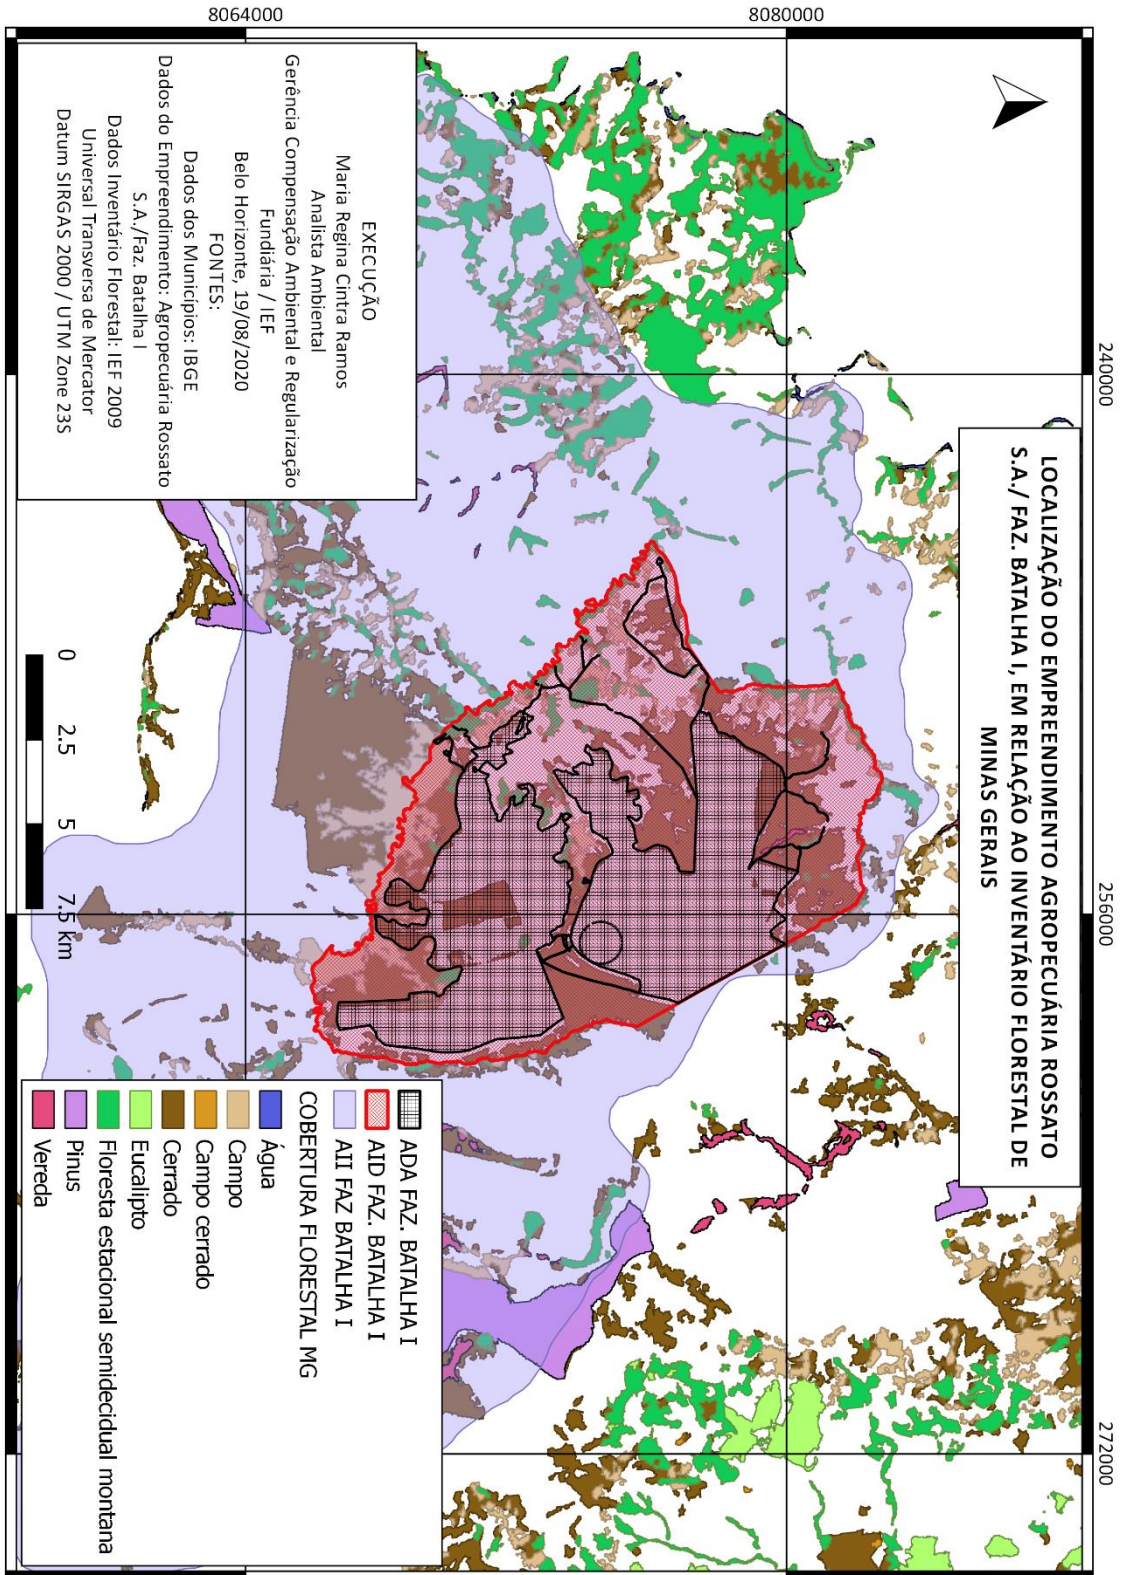 LOCALIZAÇÃO DO EMPREENDIMENTO AGROPECUÁRIA ROSSATO
S.A./ FAZ. BATALHA I, EM RELAÇÃO AO INVENTÁRIO FLORESTAL DE
MINAS GERAIS
240000
256000
272000
8080000
8064000
EXECUÇÃO
Maria Regina Cintra Ramos
Analista Ambiental
Gerência Compensação Ambiental e Regularização
Fundiária / IEF
Belo Horizonte, 19/08/2020
FONTES:
Dados dos Municípios: IBGE
Dados do Empreendimento: Agropecuária Rossato
S.A./Faz. Batalha I
Dados Inventário Florestal: IEF 2009
Universal Transversa de Mercator
Datum SIRGAS 2000 / UTM Zone 23S
0 2.5 5 7.5 km
ADA FAZ. BATALHA I
AID FAZ. BATALHA I
AII FAZ BATALHA I
COBERTURA FLORESTAL MG
Água
Campo
Campo cerrado
Cerrado
Eucalipto
Floresta estacional semidecidual montana
Pinus
Vereda